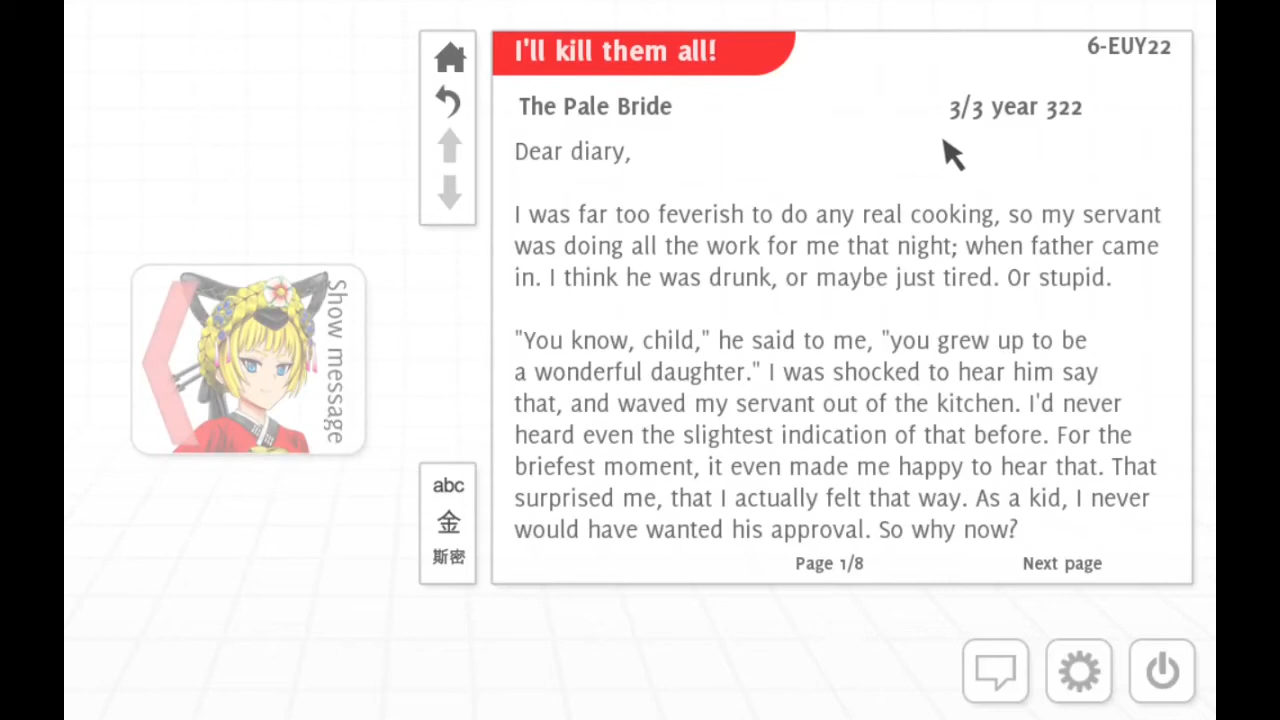 I'll kill them all!
6-EUY22
The Pale Bride
3/3 year 322
Dear diary,
I was far too feverish to do any real cooking, so my servant
was doing all the work for me that night; when father came
in. I think he was drunk, or maybe just tired. Or stupid.
"You know, child," he said to me, "you grew up to be
a wonderful daughter." I was shocked to hear him say
that, and waved my servant out of the kitchen. I'd never
heard even the slightest indication of that before. For the
briefest moment, it even made me happy to hear that. That
surprised me, that I actually felt that way. As a kid, I never
would have wanted his approval. So why now?
Page 1/8
Next page
Show message
abc
金
斯密